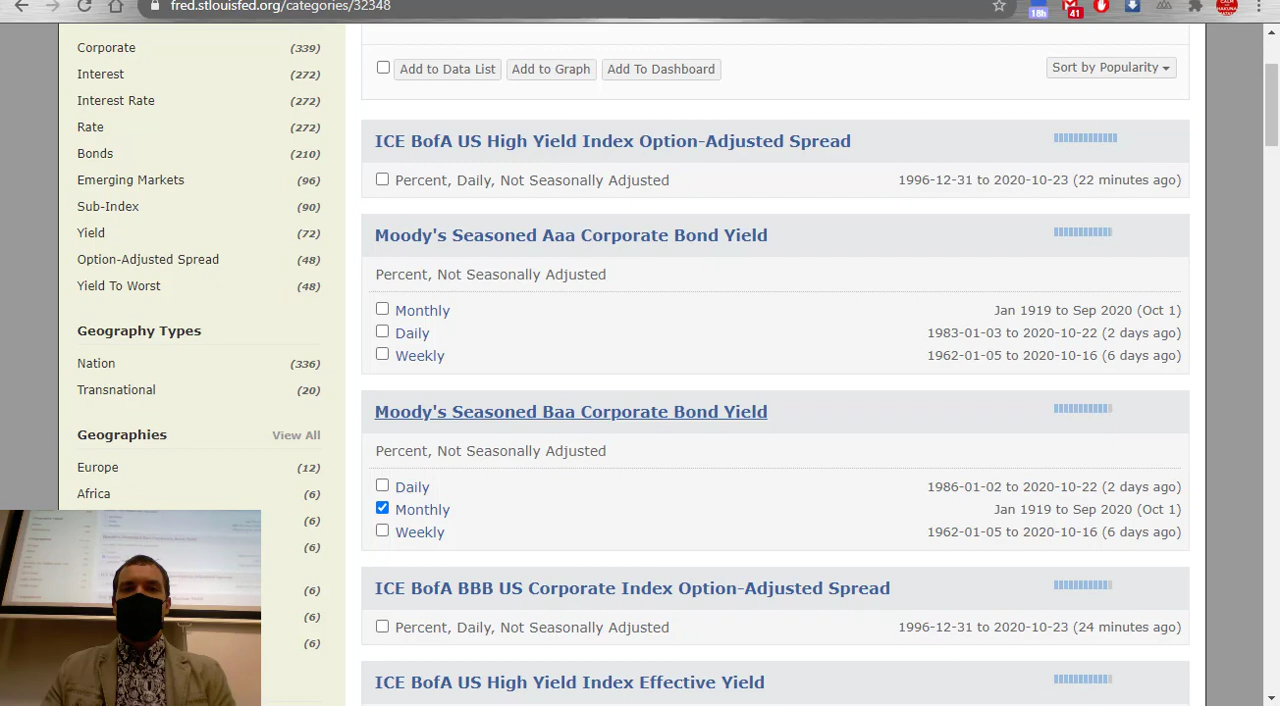 fred.stlouisfed.org/categories/32348
18h
41
Corporate (339)
Interest (272)
Interest Rate (272)
Rate (272)
Bonds (210)
Emerging Markets (96)
Sub-Index (90)
Yield (72)
Option-Adjusted Spread (48)
Yield To Worst (48)
Geography Types
Nation (336)
Transnational (20)
Geographies View All
Europe (12)
Africa (6)
(6)
(6)
(6)
(6)
(6)
Add to Data List Add to Graph Add To Dashboard Sort by Popularity
ICE BofA US High Yield Index Option-Adjusted Spread
Percent, Daily, Not Seasonally Adjusted 1996-12-31 to 2020-10-23 (22 minutes ago)
Moody's Seasoned Aaa Corporate Bond Yield
Percent, Not Seasonally Adjusted
Monthly Jan 1919 to Sep 2020 (Oct 1)
Daily 1983-01-03 to 2020-10-22 (2 days ago)
Weekly 1962-01-05 to 2020-10-16 (6 days ago)
Moody's Seasoned Baa Corporate Bond Yield
Percent, Not Seasonally Adjusted
Daily 1986-01-02 to 2020-10-22 (2 days ago)
Monthly Jan 1919 to Sep 2020 (Oct 1)
Weekly 1962-01-05 to 2020-10-16 (6 days ago)
ICE BofA BBB US Corporate Index Option-Adjusted Spread
Percent, Daily, Not Seasonally Adjusted 1996-12-31 to 2020-10-23 (24 minutes ago)
ICE BofA US High Yield Index Effective Yield